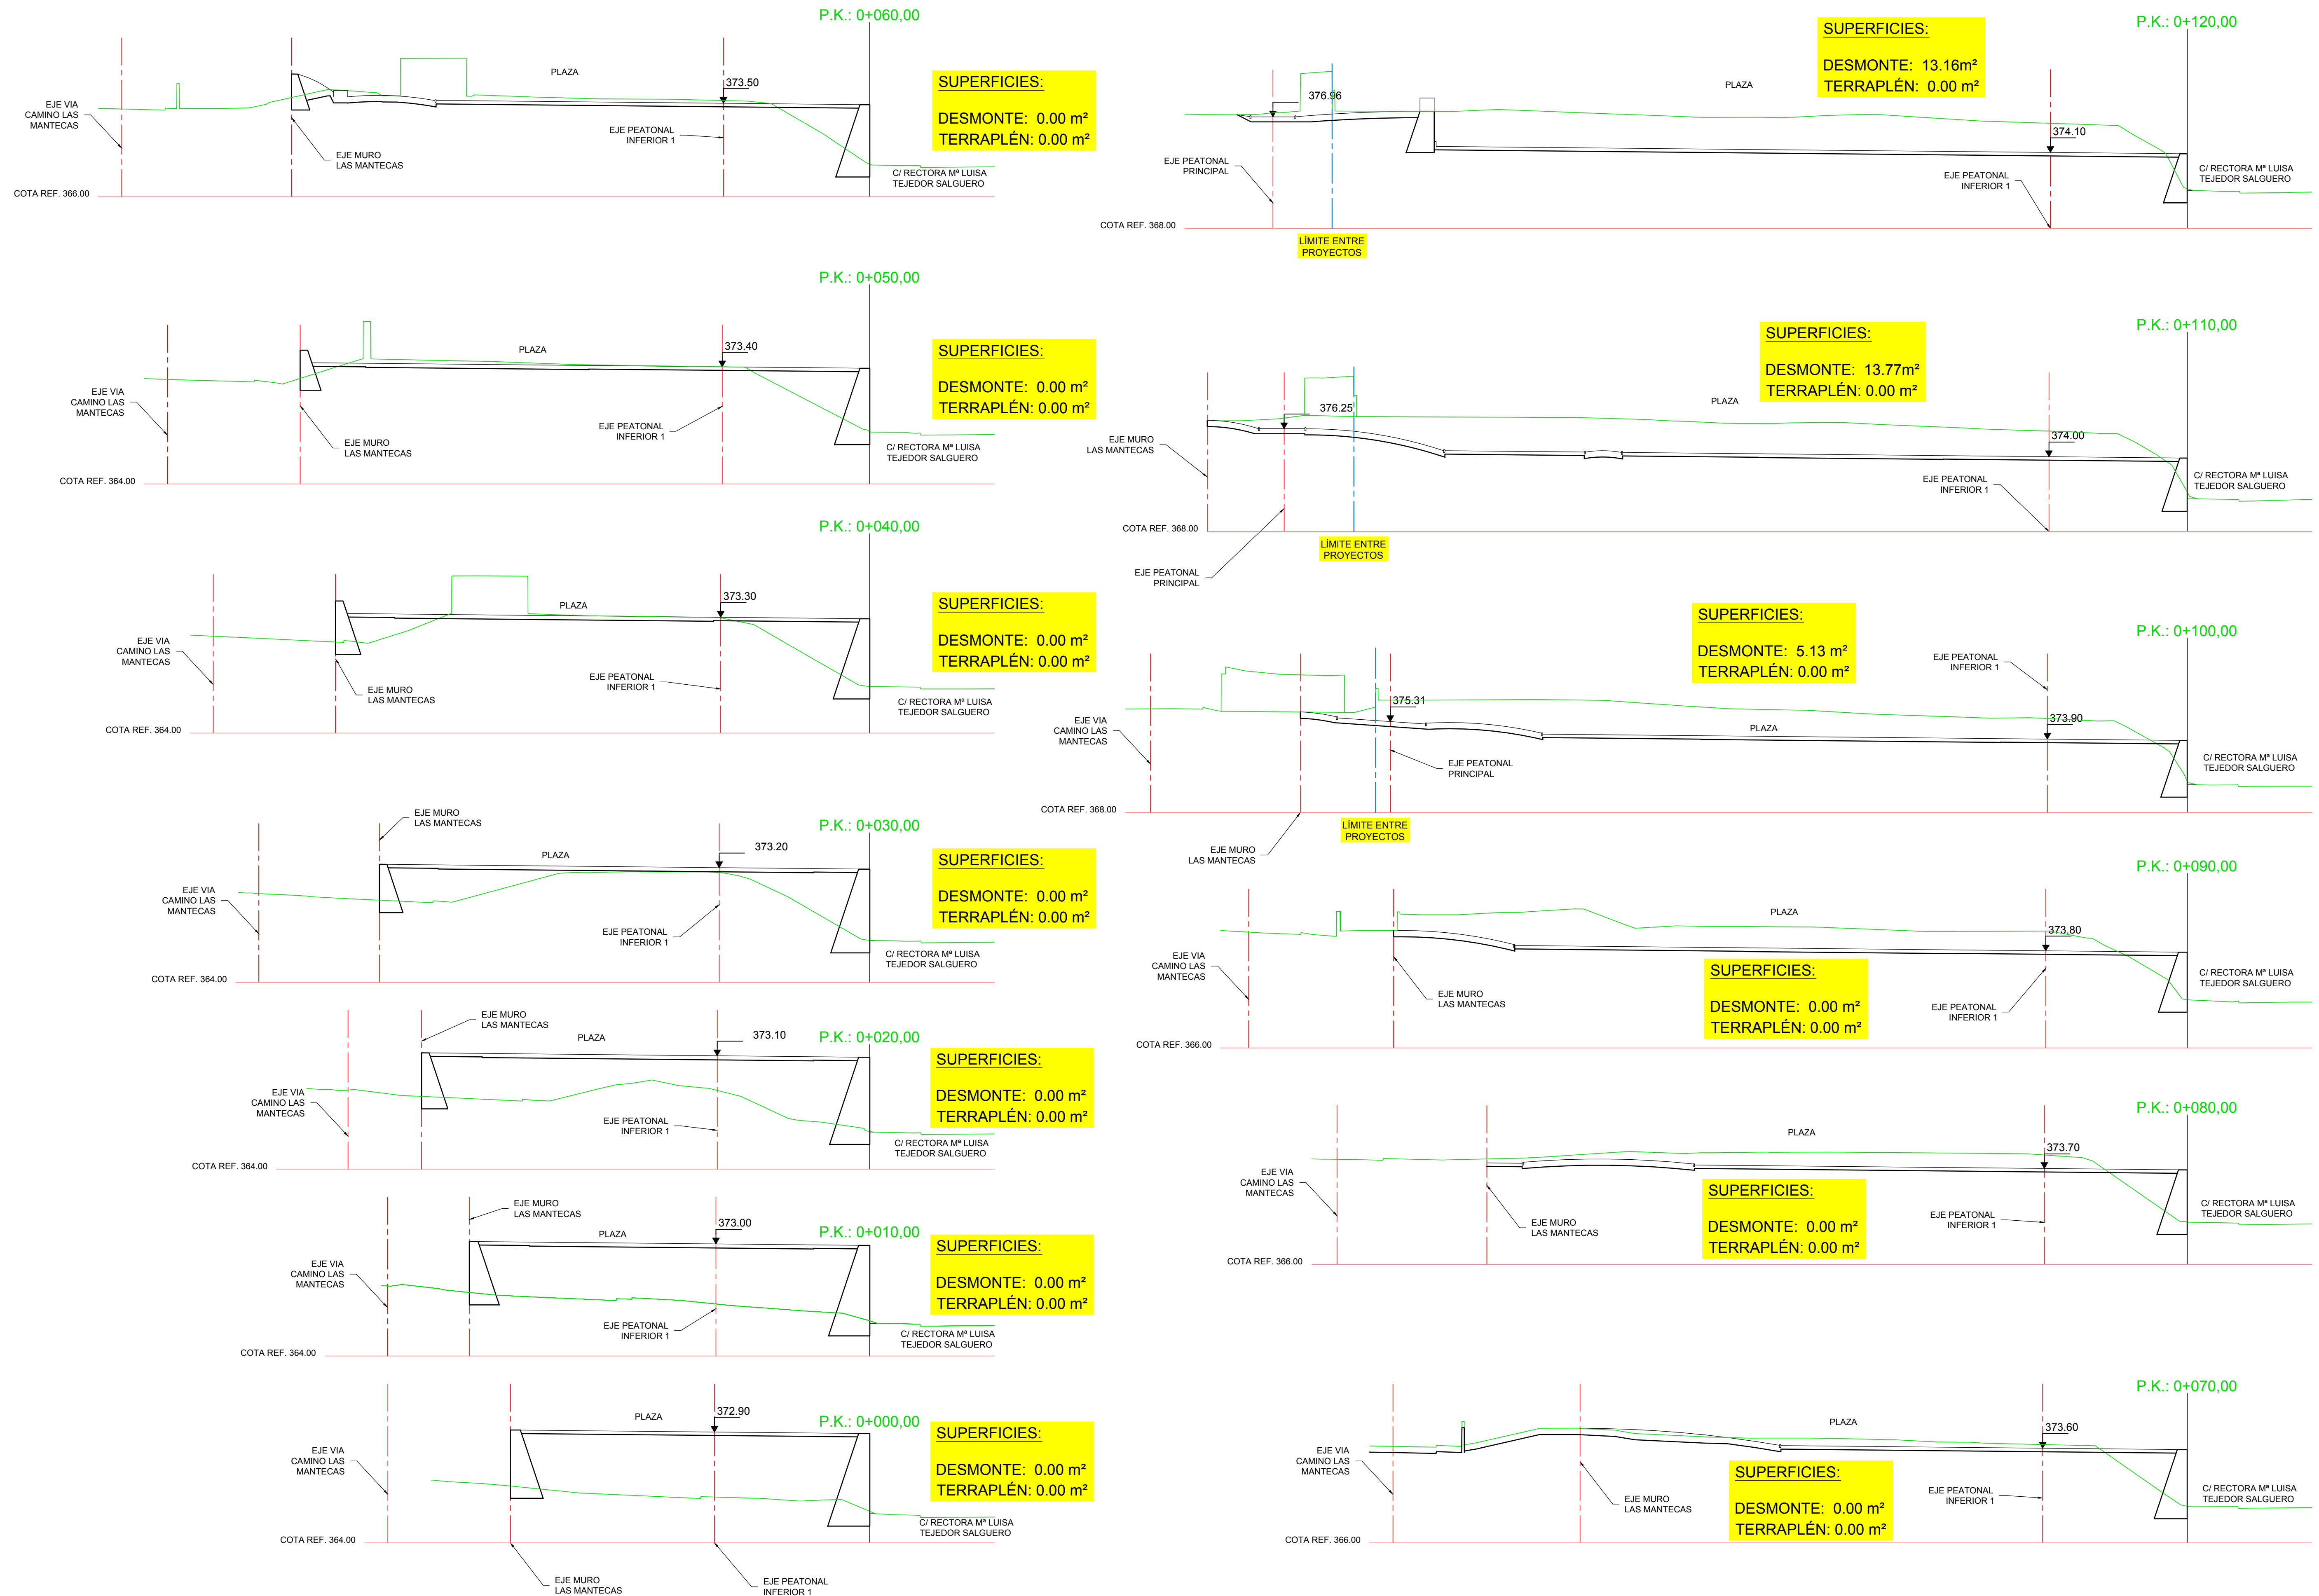 P.K.: 0+060,00
PLAZA
373.50
EJE VIA
CAMINO LAS
MANTECAS
EJE MURO
LAS MANTECAS
EJE PEATONAL
INFERIOR 1
C/ RECTORA Mª LUISA
TEJEDOR SALGUERO
COTA REF. 366.00
SUPERFICIES:
DESMONTE: 0.00 m²
TERRAPLÉN: 0.00 m²
P.K.: 0+050,00
PLAZA
373.40
EJE VIA
CAMINO LAS
MANTECAS
EJE MURO
LAS MANTECAS
EJE PEATONAL
INFERIOR 1
C/ RECTORA Mª LUISA
TEJEDOR SALGUERO
COTA REF. 364.00
SUPERFICIES:
DESMONTE: 0.00 m²
TERRAPLÉN: 0.00 m²
P.K.: 0+040,00
PLAZA
373.30
EJE VIA
CAMINO LAS
MANTECAS
EJE MURO
LAS MANTECAS
EJE PEATONAL
INFERIOR 1
C/ RECTORA Mª LUISA
TEJEDOR SALGUERO
COTA REF. 364.00
SUPERFICIES:
DESMONTE: 0.00 m²
TERRAPLÉN: 0.00 m²
P.K.: 0+030,00
EJE MURO
LAS MANTECAS
PLAZA
373.20
EJE VIA
CAMINO LAS
MANTECAS
EJE PEATONAL
INFERIOR 1
C/ RECTORA Mª LUISA
TEJEDOR SALGUERO
COTA REF. 364.00
SUPERFICIES:
DESMONTE: 0.00 m²
TERRAPLÉN: 0.00 m²
P.K.: 0+020,00
EJE MURO
LAS MANTECAS
PLAZA
373.10
EJE VIA
CAMINO LAS
MANTECAS
EJE PEATONAL
INFERIOR 1
C/ RECTORA Mª LUISA
TEJEDOR SALGUERO
COTA REF. 364.00
SUPERFICIES:
DESMONTE: 0.00 m²
TERRAPLÉN: 0.00 m²
P.K.: 0+010,00
EJE MURO
LAS MANTECAS
PLAZA
373.00
EJE VIA
CAMINO LAS
MANTECAS
EJE PEATONAL
INFERIOR 1
C/ RECTORA Mª LUISA
TEJEDOR SALGUERO
COTA REF. 364.00
SUPERFICIES:
DESMONTE: 0.00 m²
TERRAPLÉN: 0.00 m²
P.K.: 0+000,00
PLAZA
372.90
EJE VIA
CAMINO LAS
MANTECAS
C/ RECTORA Mª LUISA
TEJEDOR SALGUERO
COTA REF. 364.00
EJE MURO
LAS MANTECAS
EJE PEATONAL
INFERIOR 1
SUPERFICIES:
DESMONTE: 0.00 m²
TERRAPLÉN: 0.00 m²
P.K.: 0+120,00
SUPERFICIES:
DESMONTE: 13.16m²
TERRAPLÉN: 0.00 m²
PLAZA
376.96
374.10
EJE PEATONAL
PRINCIPAL
EJE PEATONAL
INFERIOR 1
C/ RECTORA Mª LUISA
TEJEDOR SALGUERO
COTA REF. 368.00
LÍMITE ENTRE
PROYECTOS
P.K.: 0+110,00
SUPERFICIES:
DESMONTE: 13.77m²
TERRAPLÉN: 0.00 m²
PLAZA
376.25
374.00
EJE MURO
LAS MANTECAS
EJE PEATONAL
INFERIOR 1
C/ RECTORA Mª LUISA
TEJEDOR SALGUERO
COTA REF. 368.00
LÍMITE ENTRE
PROYECTOS
EJE PEATONAL
PRINCIPAL
P.K.: 0+100,00
SUPERFICIES:
DESMONTE: 5.13 m²
TERRAPLÉN: 0.00 m²
EJE PEATONAL
INFERIOR 1
375.31
373.90
PLAZA
EJE VIA
CAMINO LAS
MANTECAS
EJE PEATONAL
PRINCIPAL
C/ RECTORA Mª LUISA
TEJEDOR SALGUERO
COTA REF. 368.00
LÍMITE ENTRE
PROYECTOS
EJE MURO
LAS MANTECAS
P.K.: 0+090,00
PLAZA
373.80
EJE VIA
CAMINO LAS
MANTECAS
EJE MURO
LAS MANTECAS
SUPERFICIES:
DESMONTE: 0.00 m²
TERRAPLÉN: 0.00 m²
EJE PEATONAL
INFERIOR 1
C/ RECTORA Mª LUISA
TEJEDOR SALGUERO
COTA REF. 366.00
P.K.: 0+080,00
PLAZA
373.70
EJE VIA
CAMINO LAS
MANTECAS
EJE MURO
LAS MANTECAS
SUPERFICIES:
DESMONTE: 0.00 m²
TERRAPLÉN: 0.00 m²
EJE PEATONAL
INFERIOR 1
C/ RECTORA Mª LUISA
TEJEDOR SALGUERO
COTA REF. 366.00
P.K.: 0+070,00
PLAZA
373.60
EJE VIA
CAMINO LAS
MANTECAS
EJE MURO
LAS MANTECAS
SUPERFICIES:
DESMONTE: 0.00 m²
TERRAPLÉN: 0.00 m²
EJE PEATONAL
INFERIOR 1
C/ RECTORA Mª LUISA
TEJEDOR SALGUERO
COTA REF. 366.00